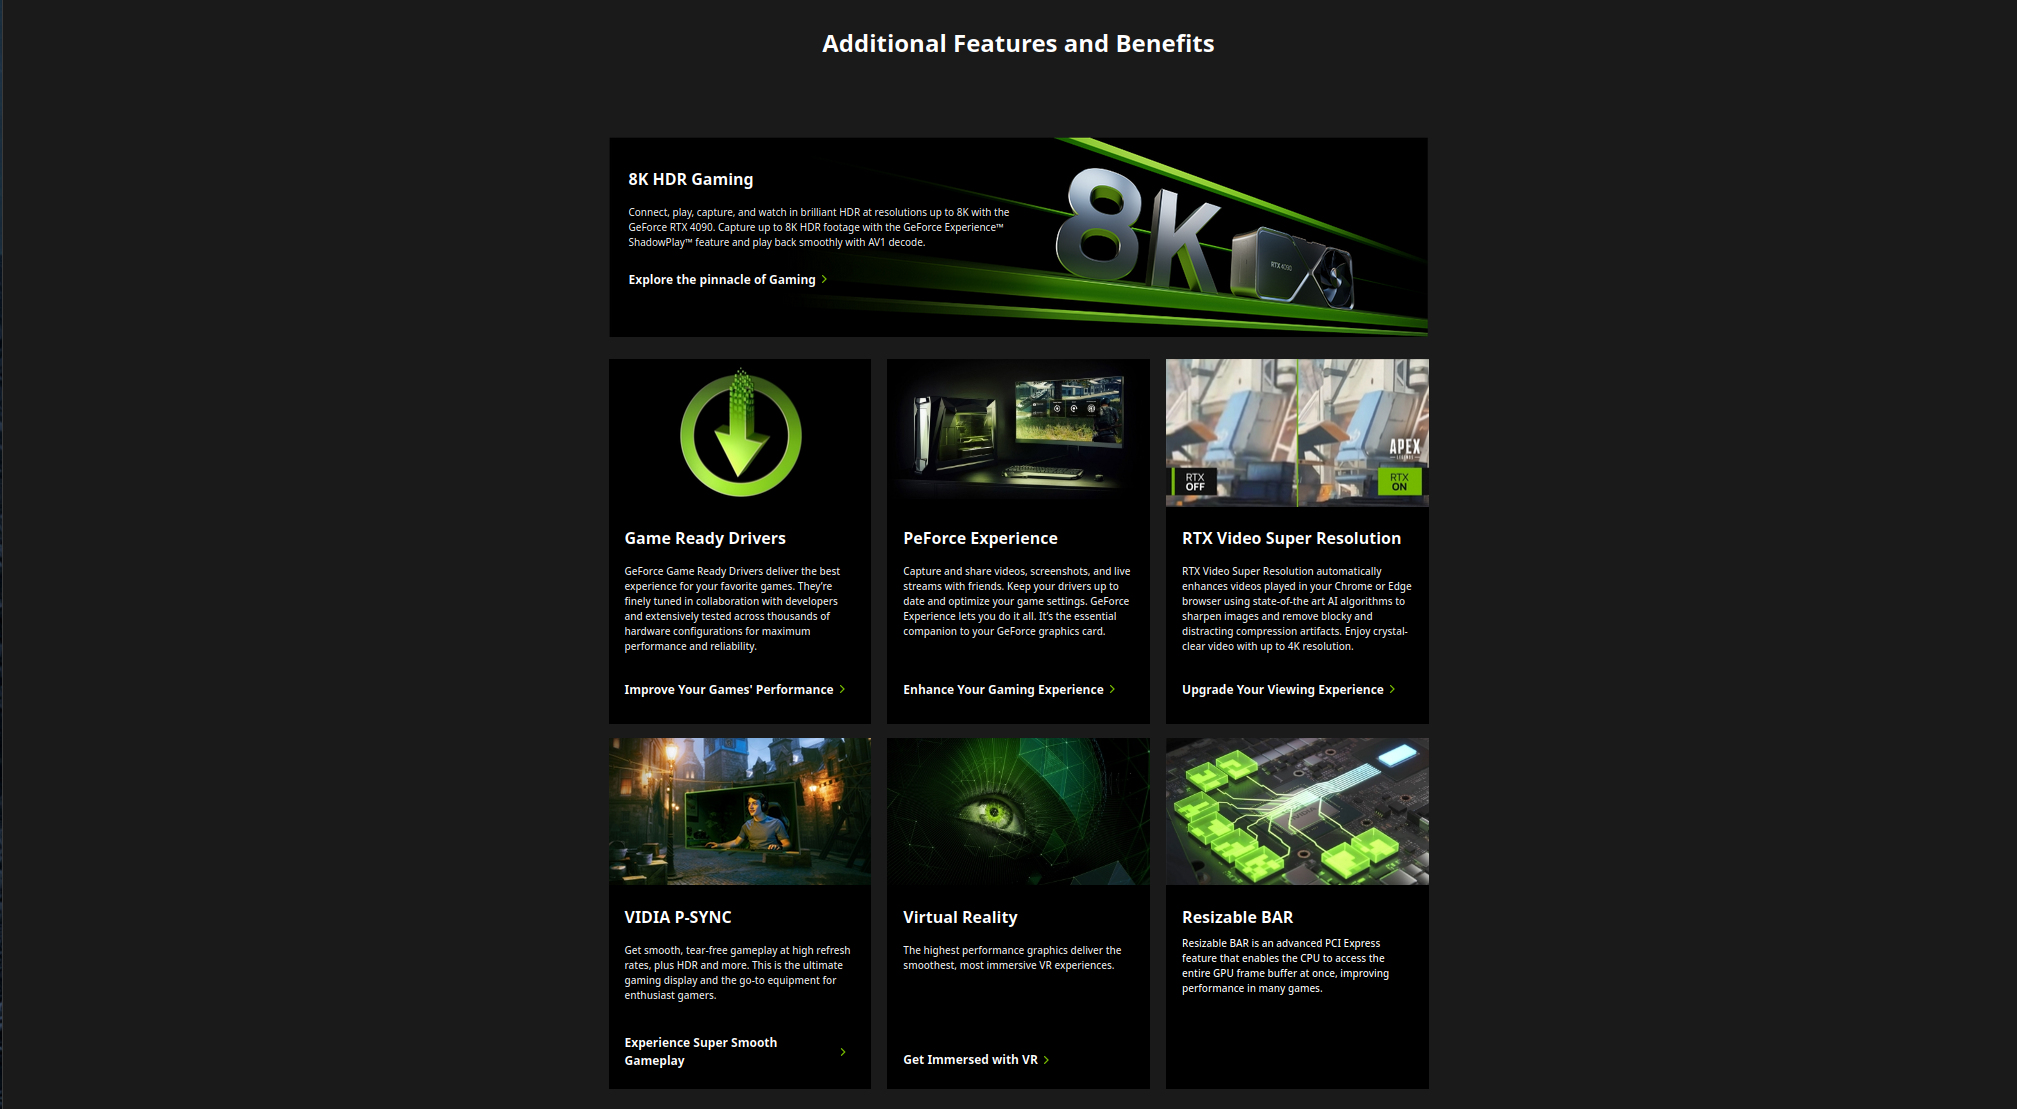 Additional Features and Benefits
8K HDR Gaming
Connect, play, capture, and watch in brilliant HDR at resolutions up to 8K with the
GeForce RTX 4090. Capture up to 8K HDR footage with the GeForce Experience™
ShadowPlay™ feature and play back smoothly with AV1 decode.
Explore the pinnacle of Gaming
8K
RTX 4090
Game Ready Drivers
GeForce Game Ready Drivers deliver the best
experience for your favorite games. They're
finely tuned in collaboration with developers
and extensively tested across thousands of
hardware configurations for maximum
performance and reliability.
Improve Your Games' Performance
PeForce Experience
Capture and share videos, screenshots, and live
streams with friends. Keep your drivers up to
date and optimize your game settings. GeForce
Experience lets you do it all. It's the essential
companion to your GeForce graphics card.
Enhance Your Gaming Experience
APEX
LEGENDS
RTX
OFF
RTX
ON
RTX Video Super Resolution
RTX Video Super Resolution automatically
enhances videos played in your Chrome or Edge
browser using state-of-the art AI algorithms to
sharpen images and remove blocky and
distracting compression artifacts. Enjoy crystal-
clear video with up to 4K resolution.
Upgrade Your Viewing Experience
VIDIA P-SYNC
Get smooth, tear-free gameplay at high refresh
rates, plus HDR and more. This is the ultimate
gaming display and the go-to equipment for
enthusiast gamers.
Experience Super Smooth
Gameplay
Virtual Reality
The highest performance graphics deliver the
smoothest, most immersive VR experiences.
Get Immersed with VR
Resizable BAR
Resizable BAR is an advanced PCI Express
feature that enables the CPU to access the
entire GPU frame buffer at once, improving
performance in many games.